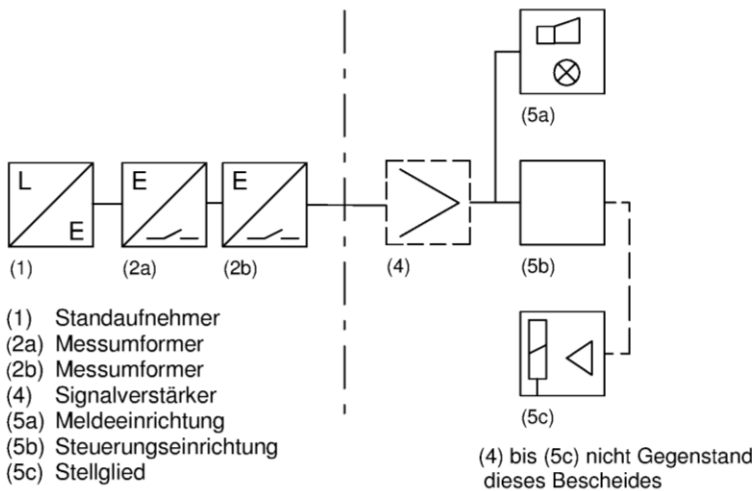 (5a)
L
E
E
E
(1)
(2a)
(2b)
(4)
(5b)
(1) Standaufnehmer
(2a) Messumformer
(2b) Messumformer
(4) Signalverstärker
(5a) Meldeeinrichtung
(5b) Steuerungseinrichtung
(5c) Stellglied
(5c)
(4) bis (5c) nicht Gegenstand
dieses Bescheides